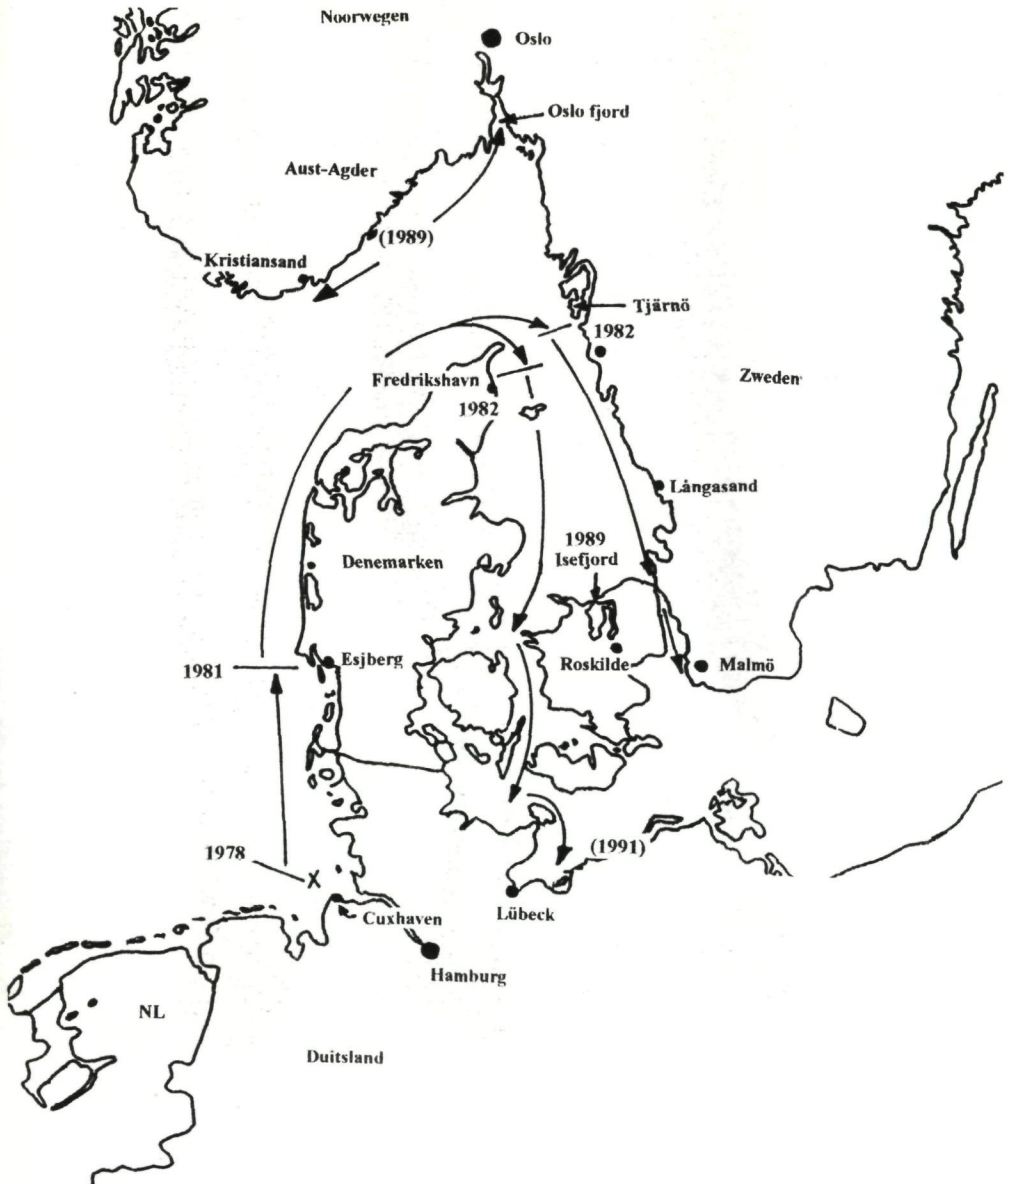 Noorwegen
Oslo
Oslo fjord
Aust-Agder
(1989)
Kristiansand
Tjärnö
1982
Fredrikshavn
Zweden
1982
Långasand
1989
Isefjord
Denemarken
Esjberg
Roskilde
Malmö
1981
1978
(1991)
Cuxhaven
Lübeck
Hamburg
NL
Duitsland